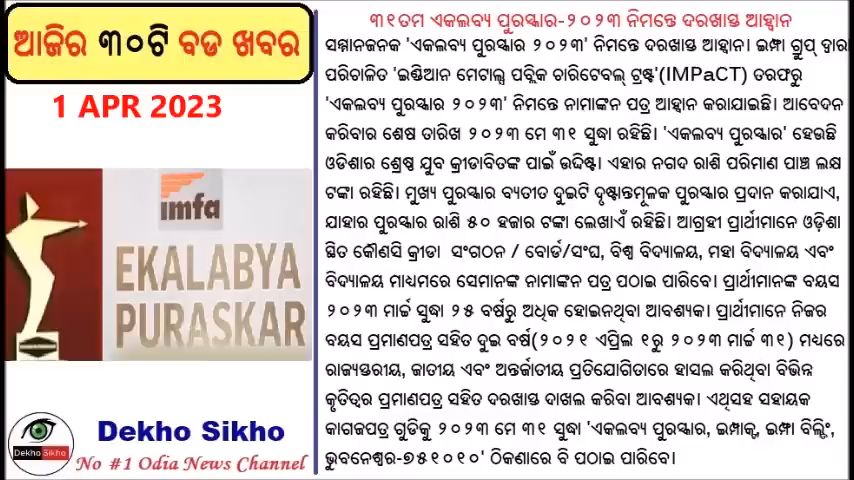 ଆଜିର ୩୦ଟି ବଡ ଖବର
1 APR 2023
imfa
EKALABYA
PURASKAR
Dekho Sikho
Dekho Sikho
No #1 Odia News Channel
୩୧ତମ ଏକଲବ୍ୟ ପୁରସ୍କାର-୨୦୨୩ ନିମନ୍ତେ ଦରଖାସ୍ତ ଆହ୍ୱାନ
ସମ୍ମାନଜନକ 'ଏକଲବ୍ୟ ପୁରସ୍କାର ୨୦୨୩' ନିମନ୍ତେ ଦରଖାସ୍ତ ଆହ୍ୱାନ। ଇମ୍ଫା ଗ୍ରୁପ୍ ଦ୍ୱାରା
ପରିଚାଳିତ 'ଇଣ୍ଡିଆନ ମେଟାଲ୍ସ ପବ୍ଲିକ ଚାରିଟେବଲ୍ ଟ୍ରଷ୍ଟ'(IMPaCT) ତରଫରୁ
'ଏକଲବ୍ୟ ପୁରସ୍କାର ୨୦୨୩' ନିମନ୍ତେ ନାମାଙ୍କନ ପତ୍ର ଆହ୍ୱାନ କରାଯାଇଛି। ଆବେଦନ
କରିବାର ଶେଷ ତାରିଖ ୨୦୨୩ ମେ ୩୧ ସୁଦ୍ଧା ରହିଛି। 'ଏକଲବ୍ୟ ପୁରସ୍କାର' ହେଉଛି
ଓଡିଶାର ଶ୍ରେଷ୍ଠ ଯୁବ କ୍ରୀଡାବିତଙ୍କ ପାଇଁ ଉଦ୍ଦିଷ୍ଟ। ଏହାର ନଗଦ ରାଶି ପରିମାଣ ପାଞ୍ଚ ଲକ୍ଷ
ଟଙ୍କା ରହିଛି। ମୁଖ୍ୟ ପୁରସ୍କାର ବ୍ୟତୀତ ଦୁଇଟି ଦୃଷ୍ଟାନ୍ତମୂଳକ ପୁରସ୍କାର ପ୍ରଦାନ କରାଯାଏ,
ଯାହାର ପୁରସ୍କାର ରାଶି ୫୦ ହଜାର ଟଙ୍କା ଲେଖାଏଁ ରହିଛି। ଆଗ୍ରହୀ ପ୍ରାର୍ଥୀମାନେ ଓଡ଼ିଶା
ସ୍ଥିତ କୌଣସି କ୍ରୀଡା ସଂଗଠନ / ବୋର୍ଡ/ସଂଘ, ବିଶ୍ୱ ବିଦ୍ୟାଳୟ, ମହା ବିଦ୍ୟାଳୟ ଏବଂ
ବିଦ୍ୟାଳୟ ମାଧ୍ୟମରେ ସେମାନଙ୍କ ନାମାଙ୍କନ ପତ୍ର ପଠାଇ ପାରିବେ। ପ୍ରାର୍ଥୀମାନଙ୍କ ବୟସ
୨୦୨୩ ମାର୍ଚ୍ଚ ସୁଦ୍ଧା ୨୫ ବର୍ଷରୁ ଅଧିକ ହୋଇନଥିବା ଆବଶ୍ୟକ। ପ୍ରାର୍ଥୀମାନେ ନିଜର
ବୟସ ପ୍ରମାଣପତ୍ର ସହିତ ଦୁଇ ବର୍ଷ(୨୦୨୧ ଏପ୍ରିଲ ୧ରୁ ୨୦୨୩ ମାର୍ଚ୍ଚ ୩୧) ମଧ୍ୟରେ
ରାଜ୍ୟସ୍ତରୀୟ, ଜାତୀୟ ଏବଂ ଅନ୍ତର୍ଜାତୀୟ ପ୍ରତିଯୋଗିତାରେ ହାସଲ କରିଥିବା ବିଭିନ୍ନ
କୃତିତ୍ୱର ପ୍ରମାଣପତ୍ର ସହିତ ଦରଖାସ୍ତ ଦାଖଲ କରିବା ଆବଶ୍ୟକ। ଏଥିସହ ସହାୟକ
କାଗଜପତ୍ର ଗୁଡିକୁ ୨୦୨୩ ମେ ୩୧ ସୁଦ୍ଧା 'ଏକଲବ୍ୟ ପୁରସ୍କାର, ଇମ୍ପାକ୍ଟ, ଇମ୍ଫା ବିଲ୍ଡିଂ,
ଭୁବନେଶ୍ୱର-୭୫୧୦୧୦' ଠିକଣାରେ ବି ପଠାଇ ପାରିବେ।